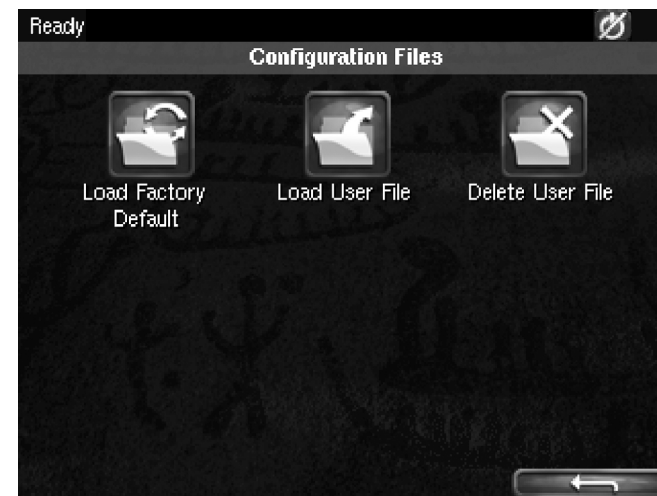 Ready
Configuration Files
Load Factory
Default
Load User File
Delete User File